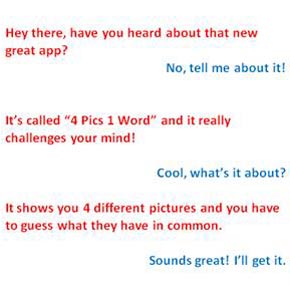 Hey there, have you heard about that new
great app?
No, tell me about it!
It’s called “4 Pics 1 Word” and it really
challenges your mind!
Cool, what’s it about?
It shows you 4 different pictures and you have
to guess what they have in common.
Sounds great! I’ll get it.